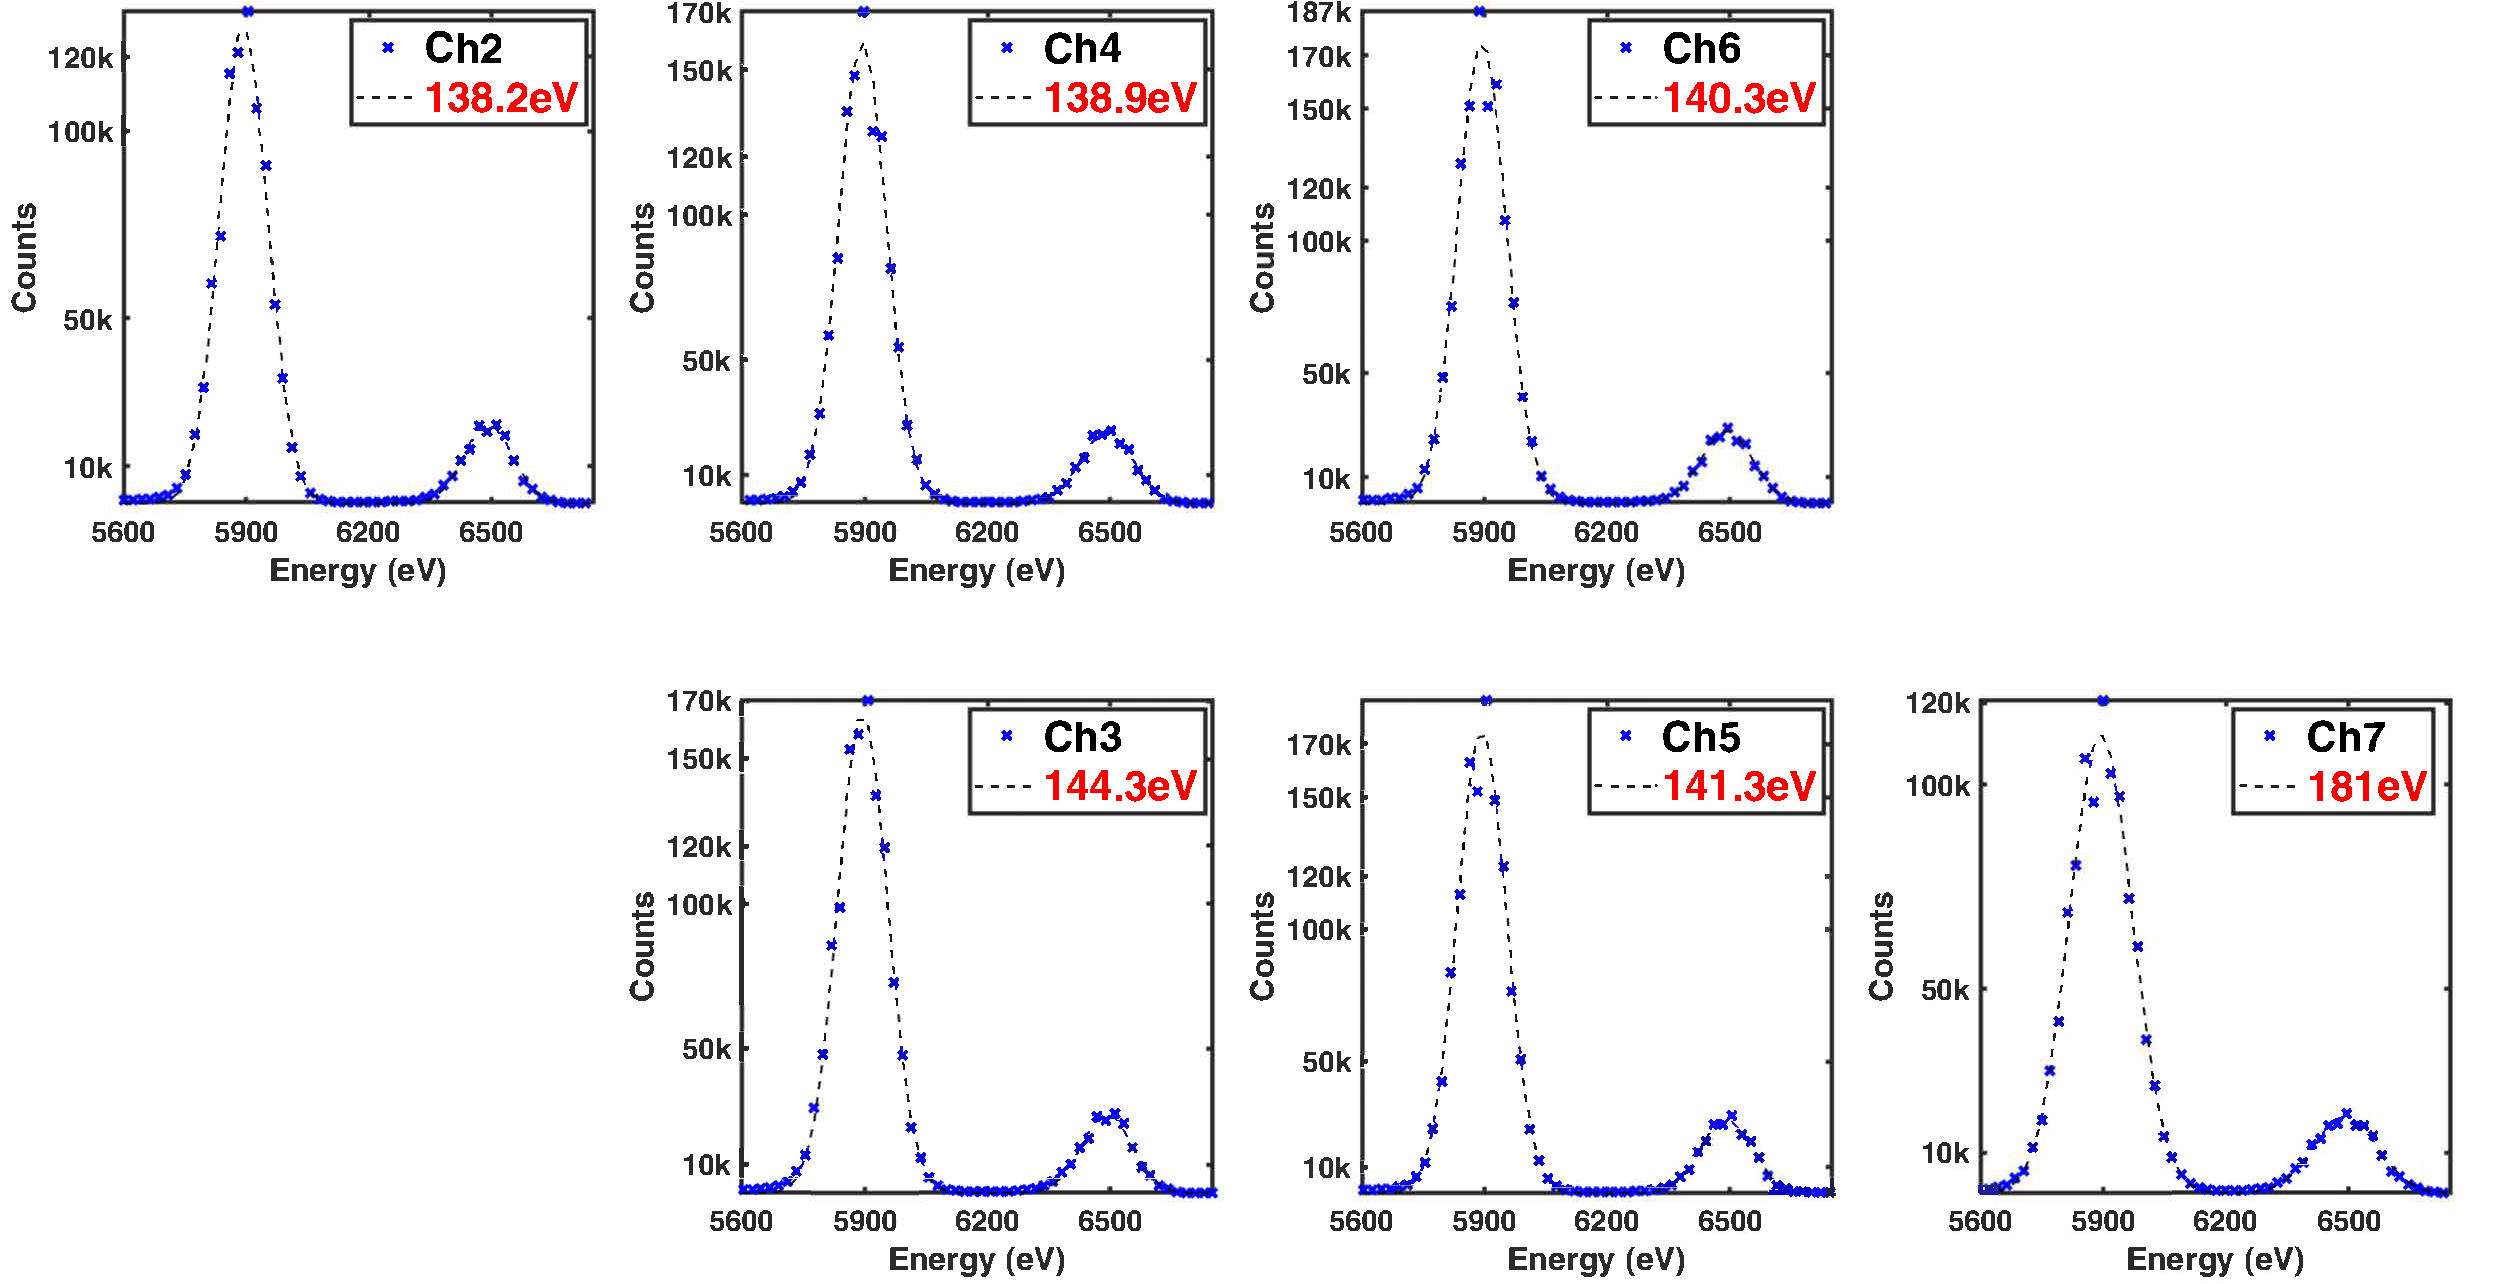 Ch2
138.2eV
120k
100k
50k
10k
Counts
5600 5900 6200 6500
Energy (eV)
Ch4
138.9eV
170k
150k
120k
100k
50k
10k
Counts
5600 5900 6200 6500
Energy (eV)
Ch6
140.3eV
187k
170k
150k
120k
100k
50k
10k
Counts
5600 5900 6200 6500
Energy (eV)
Ch3
144.3eV
170k
150k
120k
100k
50k
10k
Counts
5600 5900 6200 6500
Energy (eV)
Ch5
141.3eV
170k
150k
120k
100k
50k
10k
Counts
5600 5900 6200 6500
Energy (eV)
Ch7
181eV
120k
100k
50k
10k
Counts
5600 5900 6200 6500
Energy (eV)